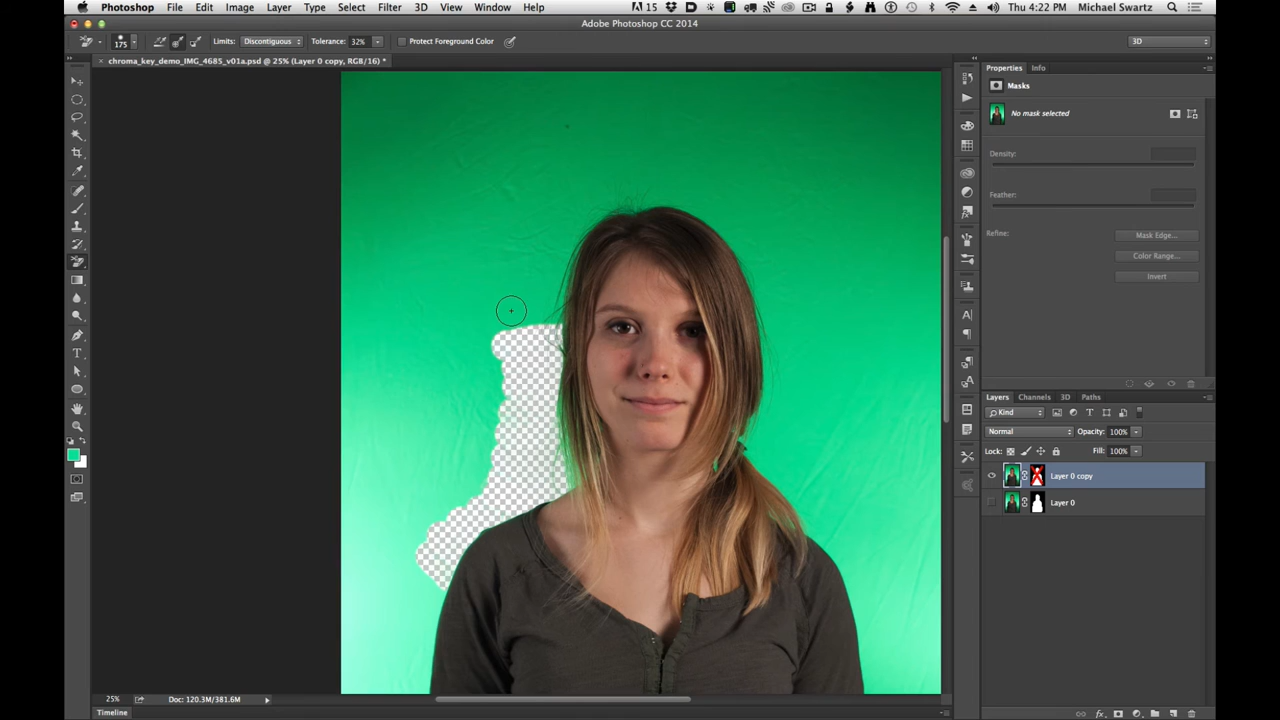 Photoshop File Edit Image Layer Type Select Filter 3D View Window Help 15 Thu 4:22 PM Michael Swartz
Adobe Photoshop CC 2014
175 Limits: Discontiguous Tolerance: 32% Protect Foreground Color 3D
chroma_key_demo_IMG_4685_v01a.psd @ 25% (Layer 0 copy, RGB/16) *
Properties Info
Masks
No mask selected
Density:
Feather:
Refine: Mask Edge...
Color Range...
Invert
Layers Channels 3D Paths
Kind
Normal Opacity: 100%
Lock: Fill: 100%
Layer 0 copy
Layer 0
25% Doc: 120.3M/381.6M
Timeline